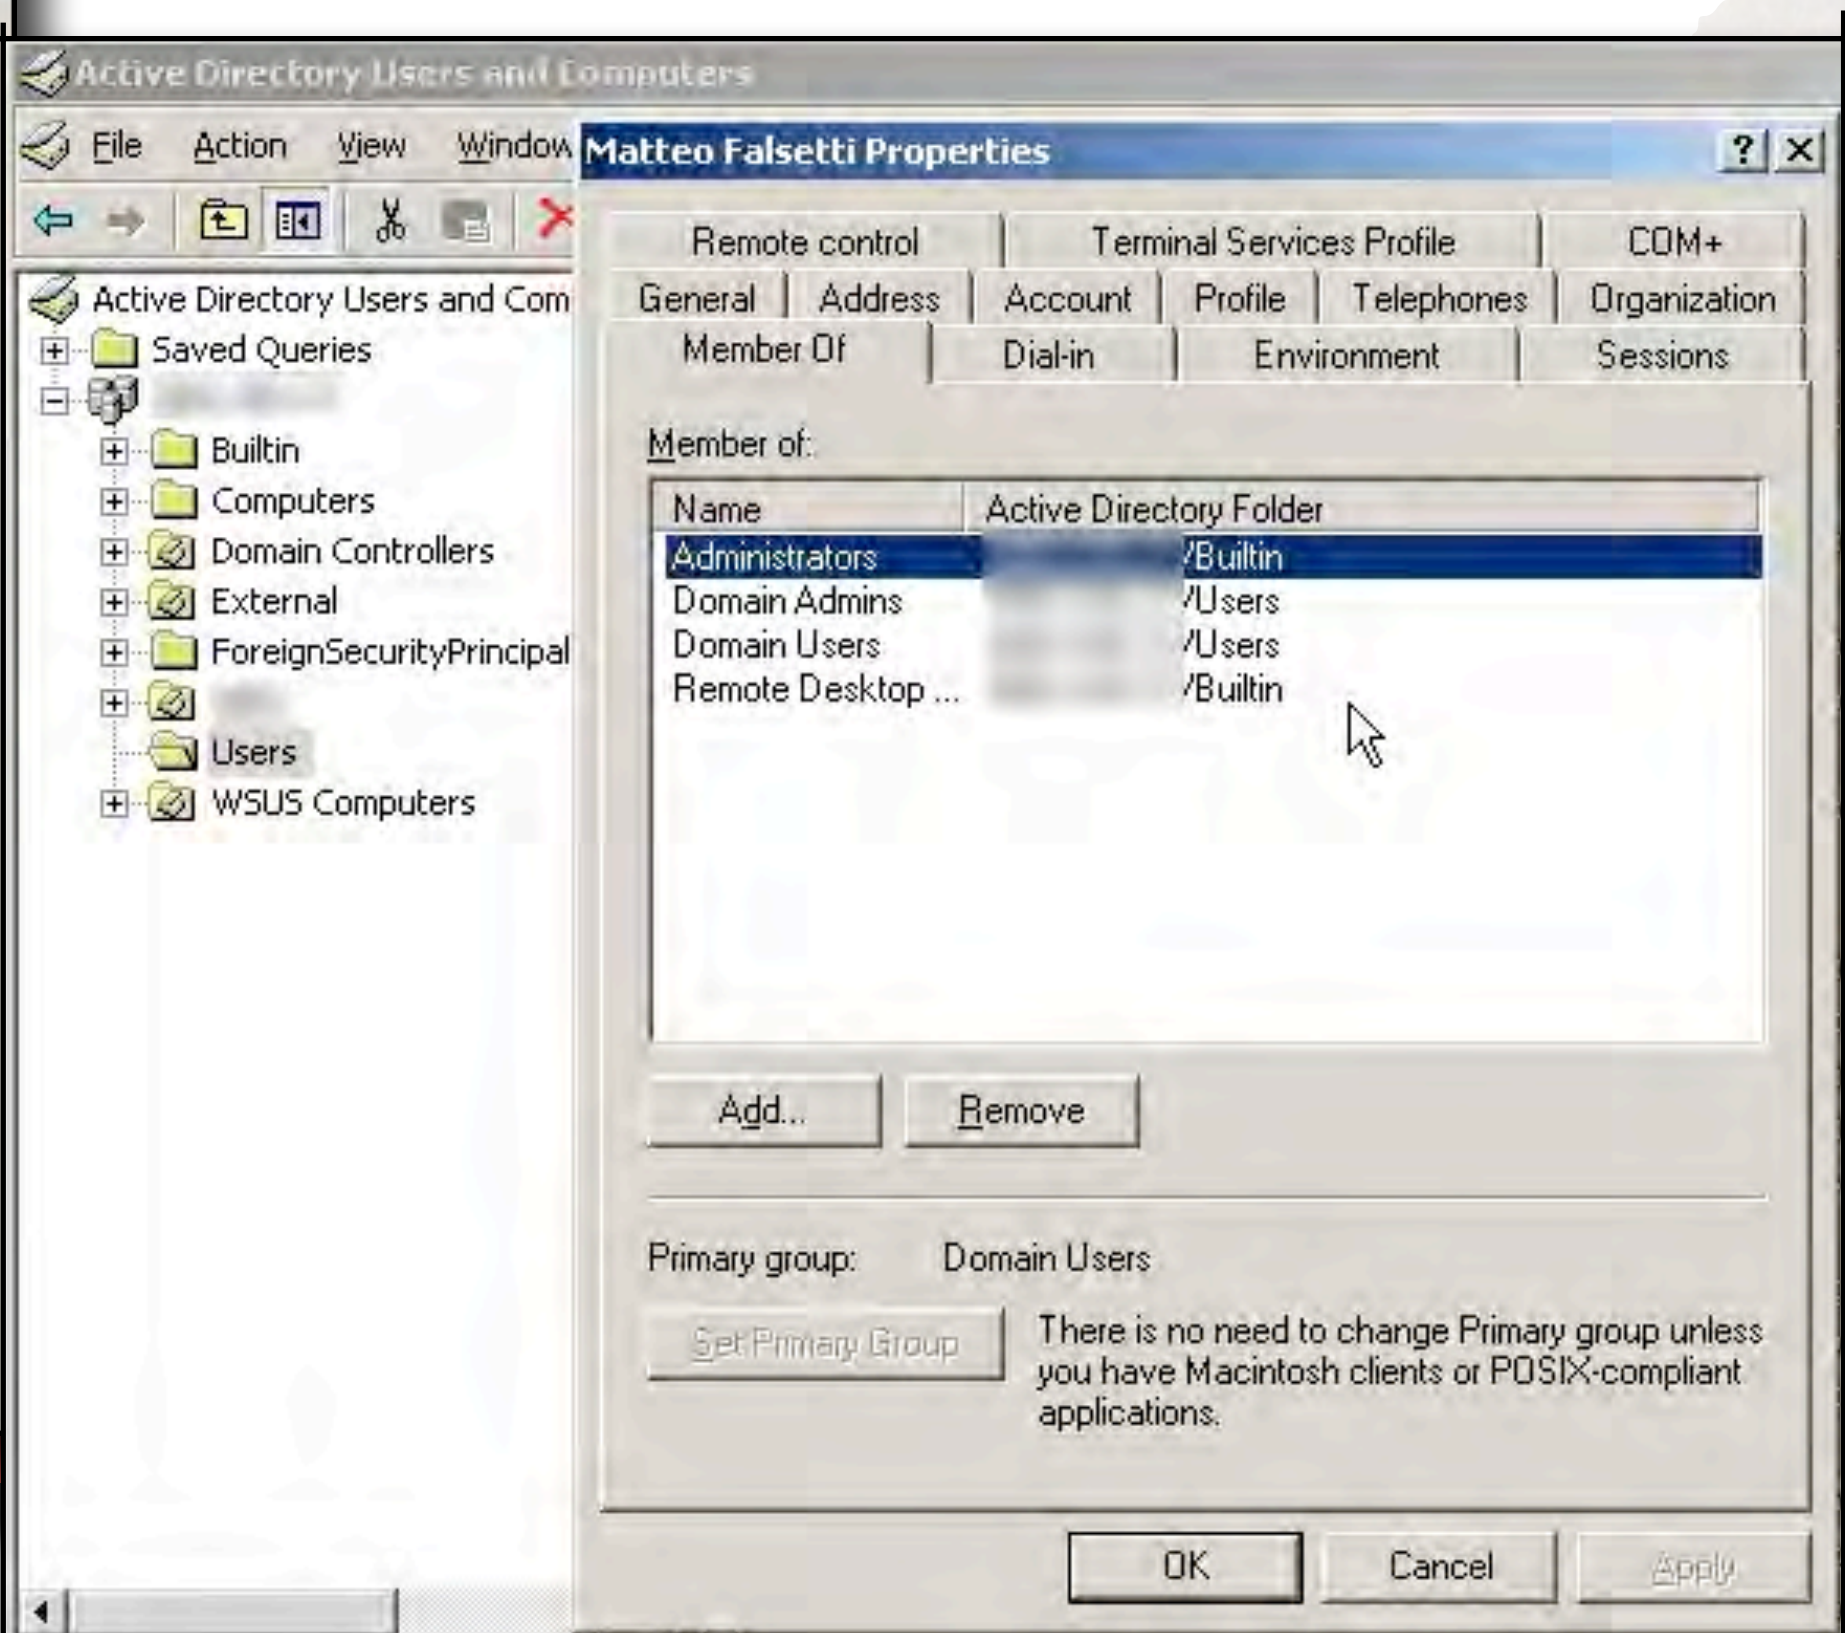 Active Directory Users and Computers
File Action View Window
Active Directory Users and Com
Saved Queries
Builtin
Computers
Domain Controllers
External
ForeignSecurityPrincipal
Users
WSUS Computers
Matteo Falsetti Properties
Remote control Terminal Services Profile COM+
General Address Account Profile Telephones Organization
Member Of Dial-in Environment Sessions
Member of:
Name Active Directory Folder
Administrators /Builtin
Domain Admins /Users
Domain Users /Users
Remote Desktop ... /Builtin
Add... Remove
Primary group: Domain Users
Set Primary Group
There is no need to change Primary group unless
you have Macintosh clients or POSIX-compliant
applications.
OK Cancel Apply